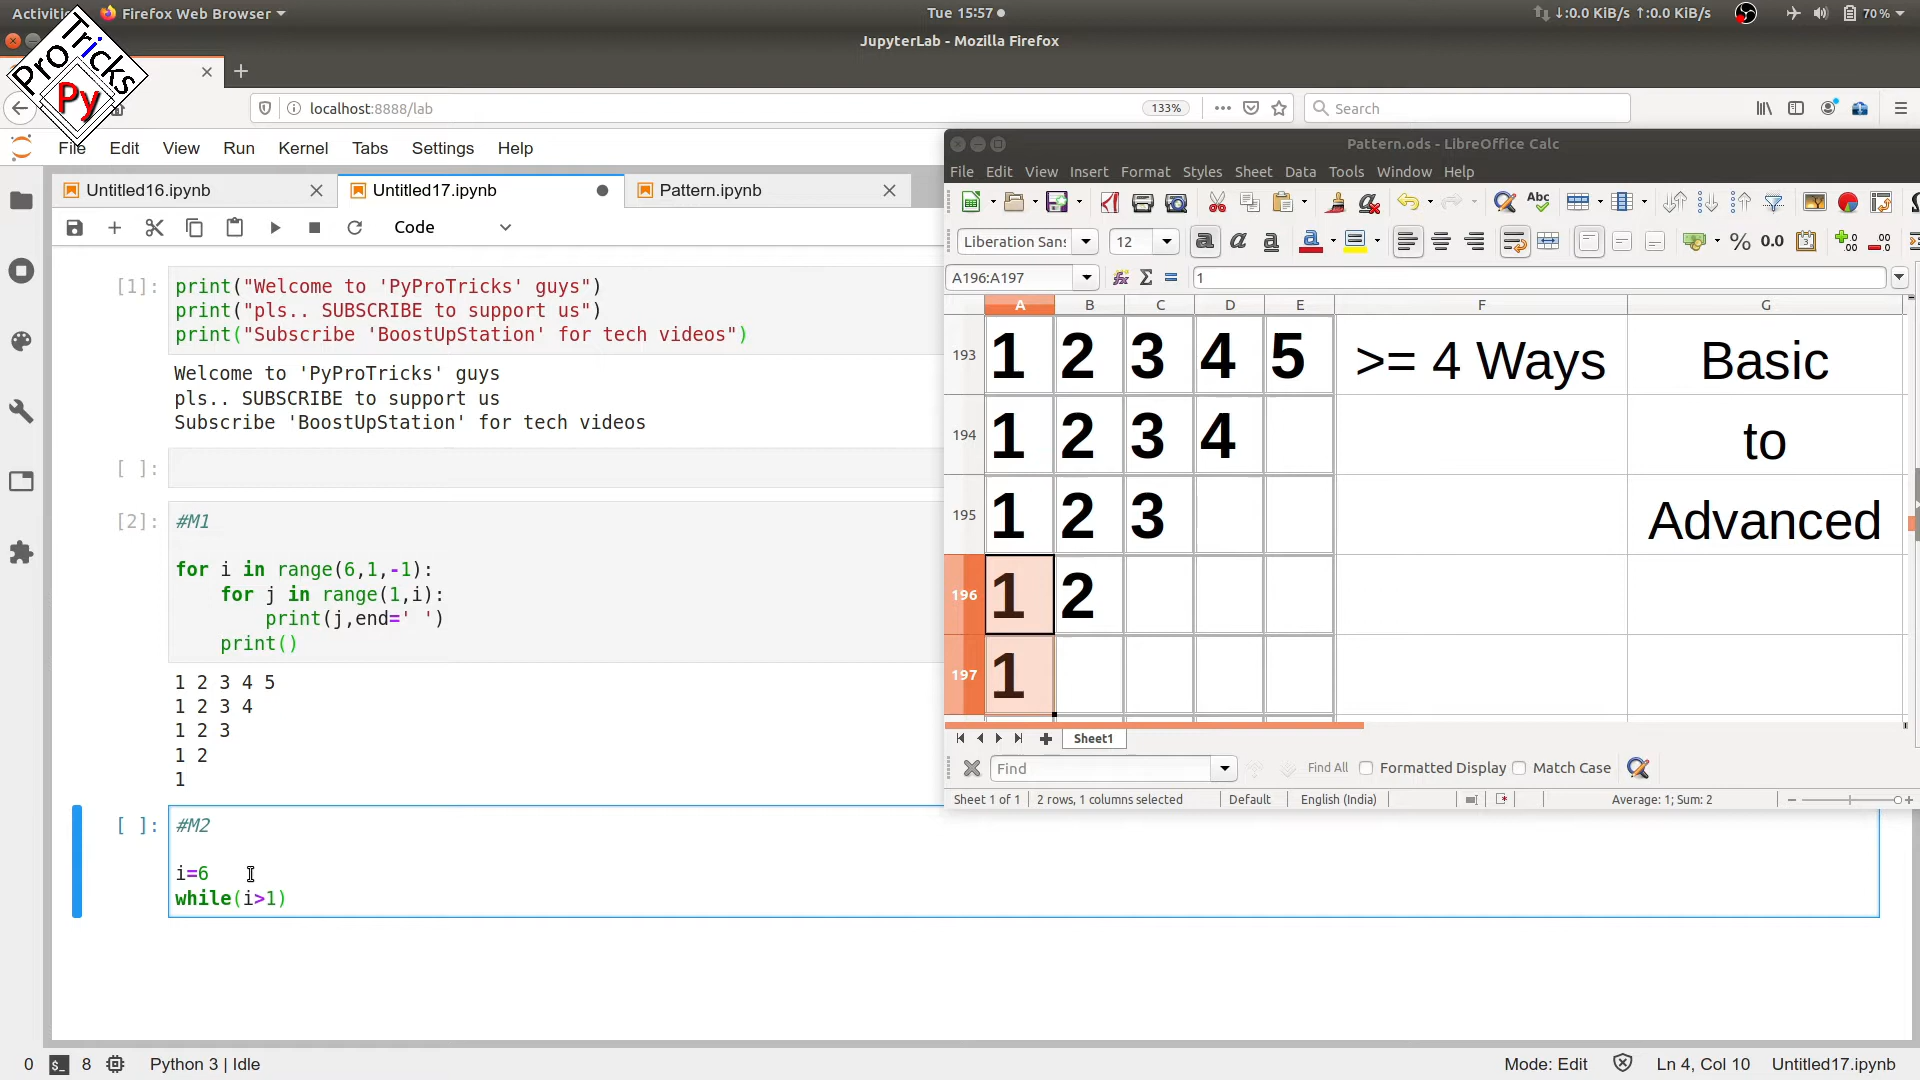 Activities
Firefox Web Browser
Tue 15:57
↓:0.0 KiB/s ↑:0.0 KiB/s
70 %
JupyterLab - Mozilla Firefox
ProTricks
Py
localhost:8888/lab
133%
Search
File Edit View Run Kernel Tabs Settings Help
Untitled16.ipynb
Untitled17.ipynb
Pattern.ipynb
Code
[1]:
print("Welcome to 'PyProTricks' guys")
print("pls.. SUBSCRIBE to support us")
print("Subscribe 'BoostUpStation' for tech videos")
Welcome to 'PyProTricks' guys
pls.. SUBSCRIBE to support us
Subscribe 'BoostUpStation' for tech videos
[ ]:
[2]:
#M1
for i in range(6,1,-1):
    for j in range(1,i):
        print(j,end=' ')
    print()
1 2 3 4 5
1 2 3 4
1 2 3
1 2
1
[ ]:
#M2
i=6
while(i>1)
Pattern.ods - LibreOffice Calc
File Edit View Insert Format Styles Sheet Data Tools Window Help
Abc
Liberation Sans
12
a a a
% 0.0
A196:A197
1
A B C D E F G
193 1 2 3 4 5 >= 4 Ways Basic
194 1 2 3 4 to
195 1 2 3 Advanced
196 1 2
197 1
Sheet1
Find
Find All
Formatted Display
Match Case
Sheet 1 of 1
2 rows, 1 columns selected
Default
English (India)
Average: 1; Sum: 2
0
8
Python 3 | Idle
Mode: Edit
Ln 4, Col 10
Untitled17.ipynb